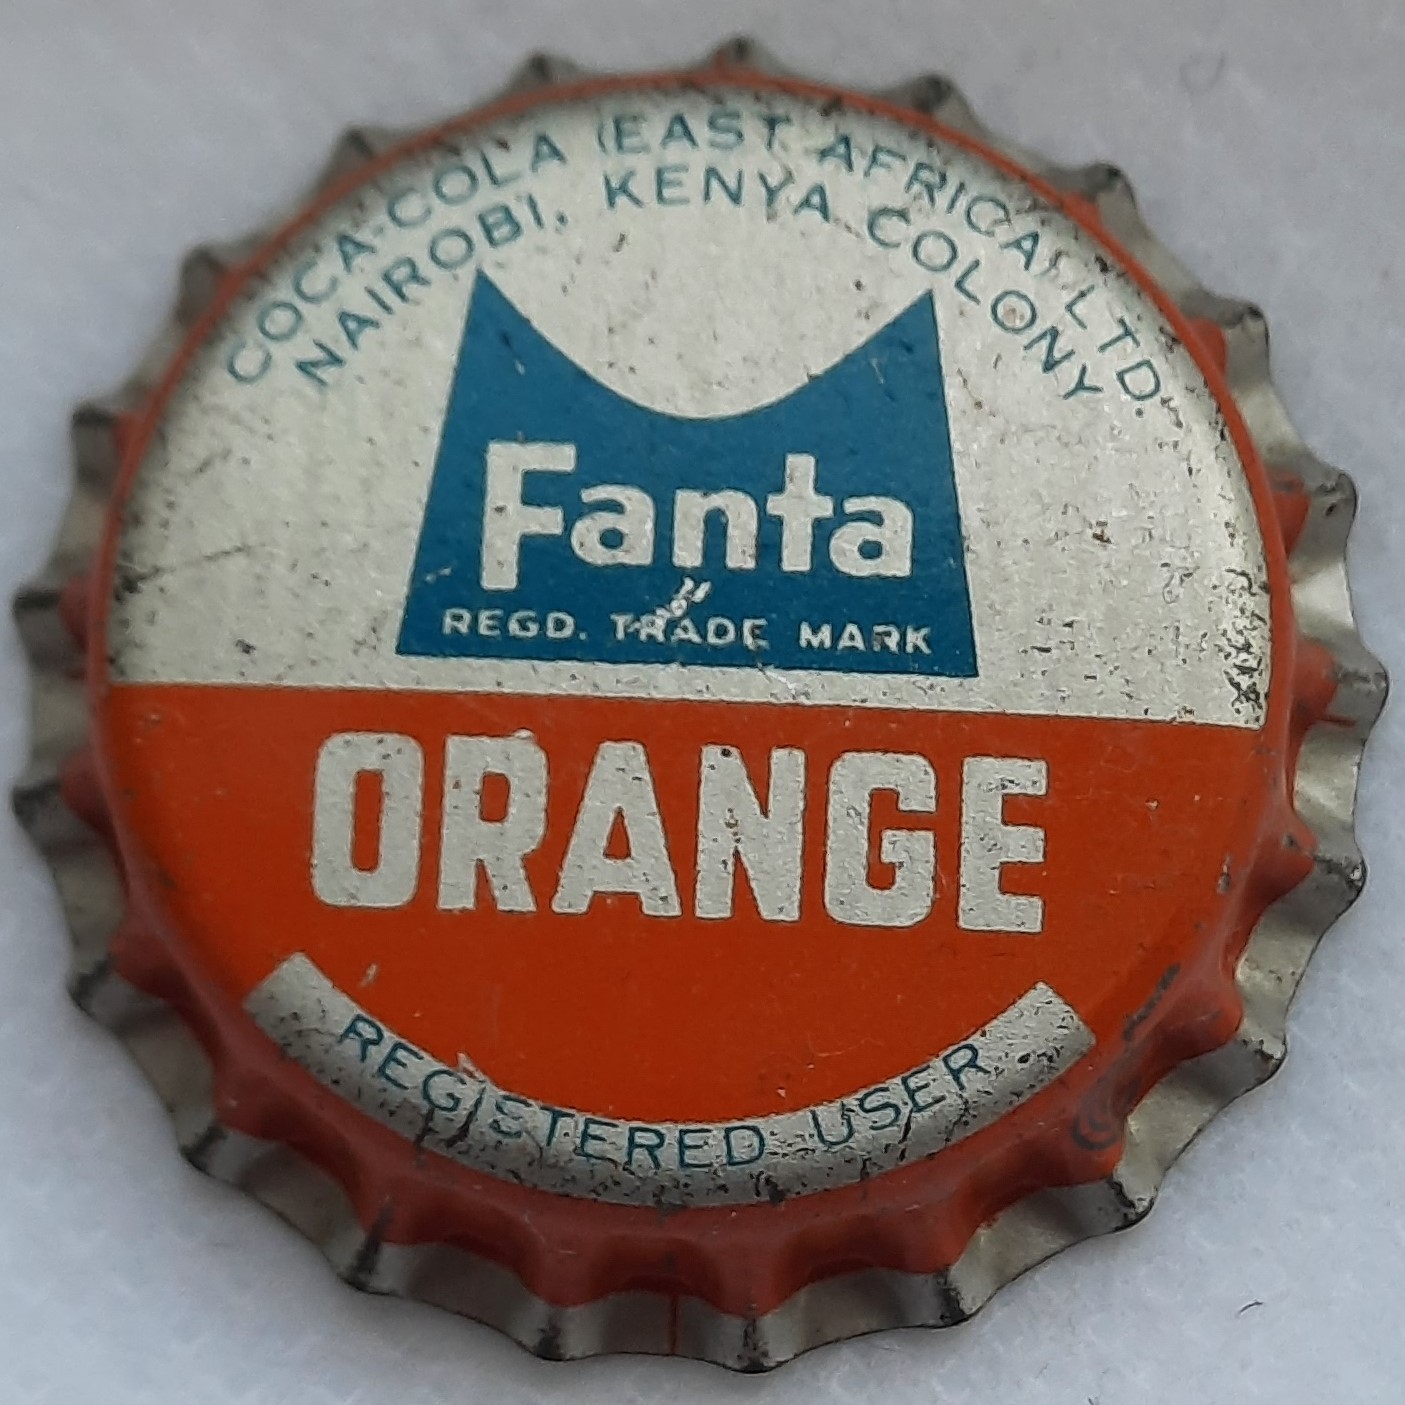 COCA-COLA (EAST AFRICA) LTD.
NAIROBI, KENYA COLONY
Fanta
REGD. TRADE MARK
ORANGE
REGISTERED USER